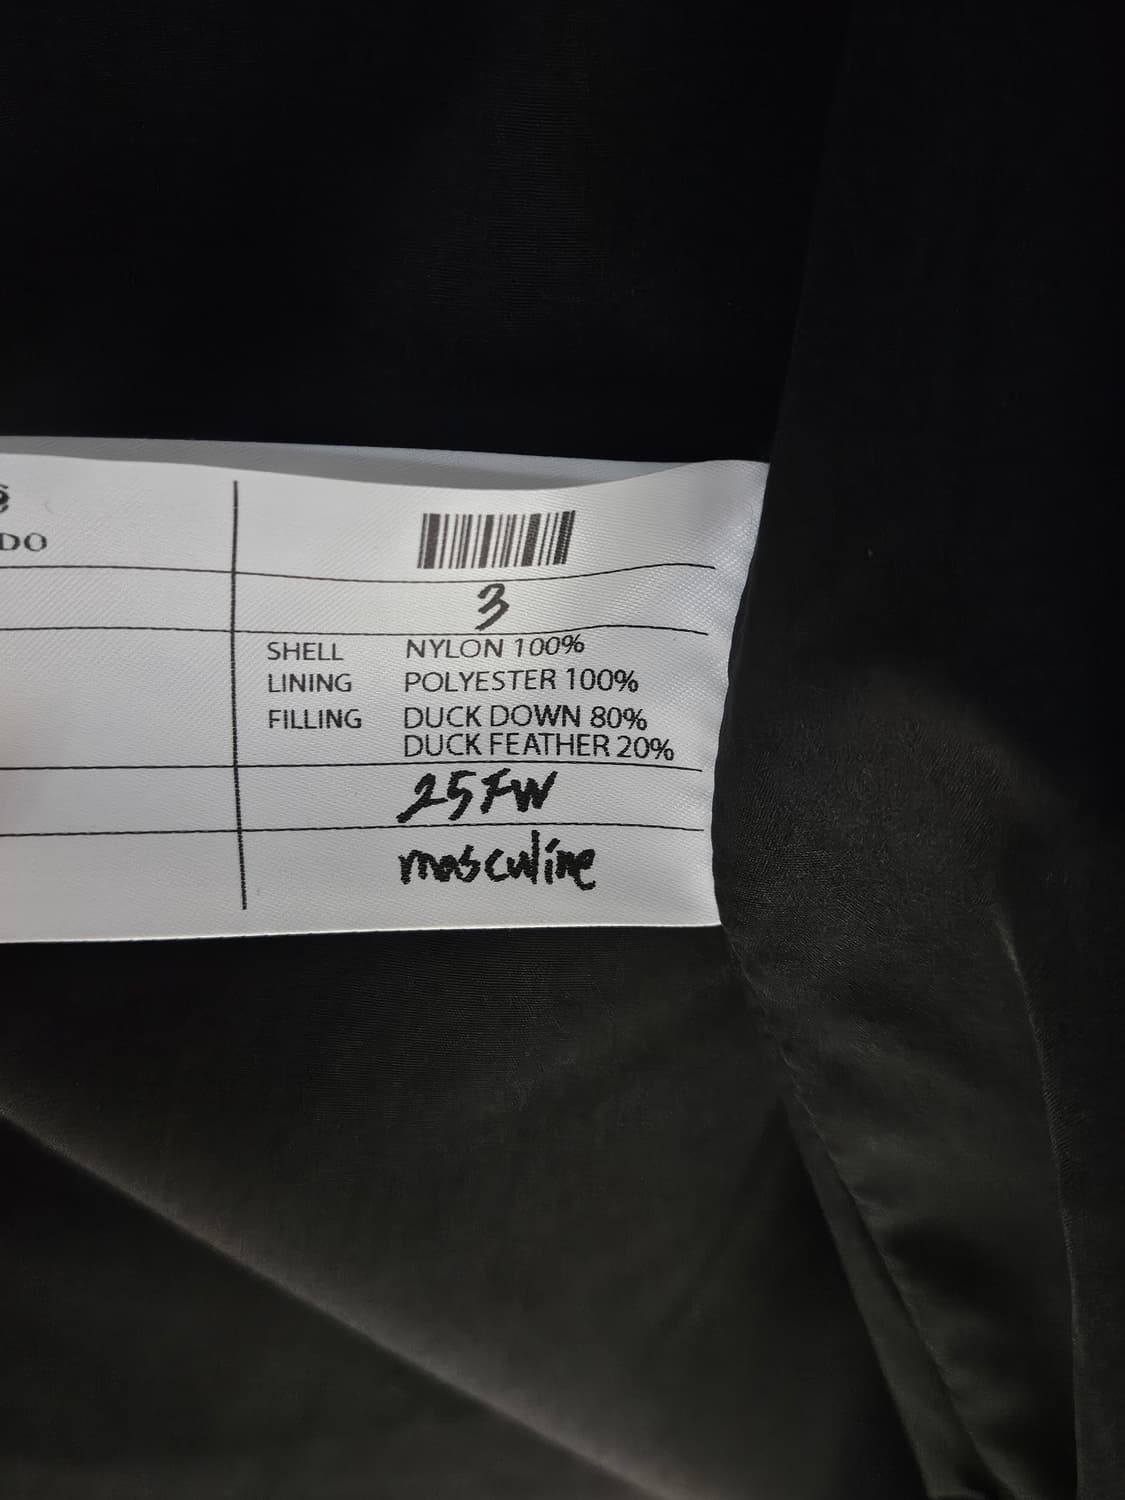 DO
3
SHELL NYLON 100%
LINING POLYESTER 100%
FILLING DUCK DOWN 80%
DUCK FEATHER 20%
25FW
masculine